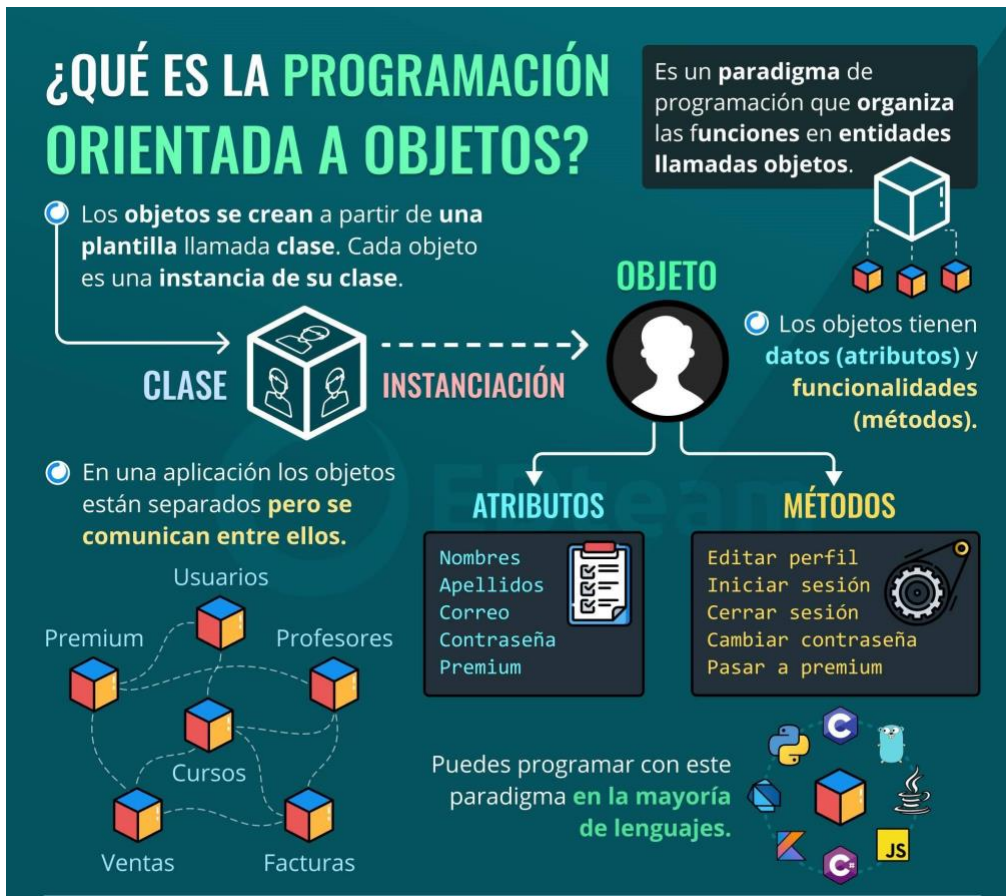 ¿QUÉ ES LA PROGRAMACIÓN
ORIENTADA A OBJETOS?
Es un paradigma de
programación que organiza
las funciones en entidades
llamadas objetos.
Los objetos se crean a partir de una
plantilla llamada clase. Cada objeto
es una instancia de su clase.
CLASE
INSTANCIACIÓN
OBJETO
Los objetos tienen
datos (atributos) y
funcionalidades
(métodos).
En una aplicación los objetos
están separados pero se
comunican entre ellos.
Usuarios
Premium
Profesores
Cursos
Ventas
Facturas
EDteam
ATRIBUTOS
Nombres
Apellidos
Correo
Contraseña
Premium
MÉTODOS
Editar perfil
Iniciar sesión
Cerrar sesión
Cambiar contraseña
Pasar a premium
Puedes programar con este
paradigma en la mayoría
de lenguajes.
C
JS
C#